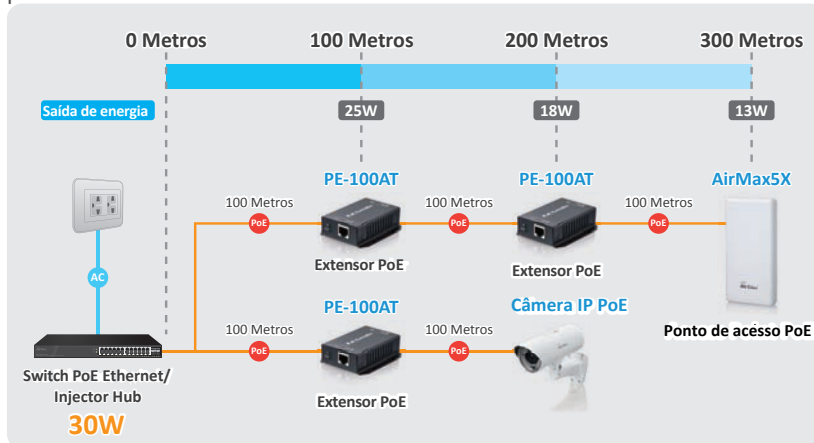 0 Metros
100 Metros
200 Metros
300 Metros
Saída de energia
25W
18W
13W
PE-100AT
PE-100AT
AirMax5X
100 Metros
100 Metros
100 Metros
PoE
PoE
PoE
Extensor PoE
Extensor PoE
AC
PE-100AT
Câmera IP PoE
Ponto de acesso PoE
100 Metros
100 Metros
PoE
PoE
Switch PoE Ethernet/
Injector Hub
Extensor PoE
30W